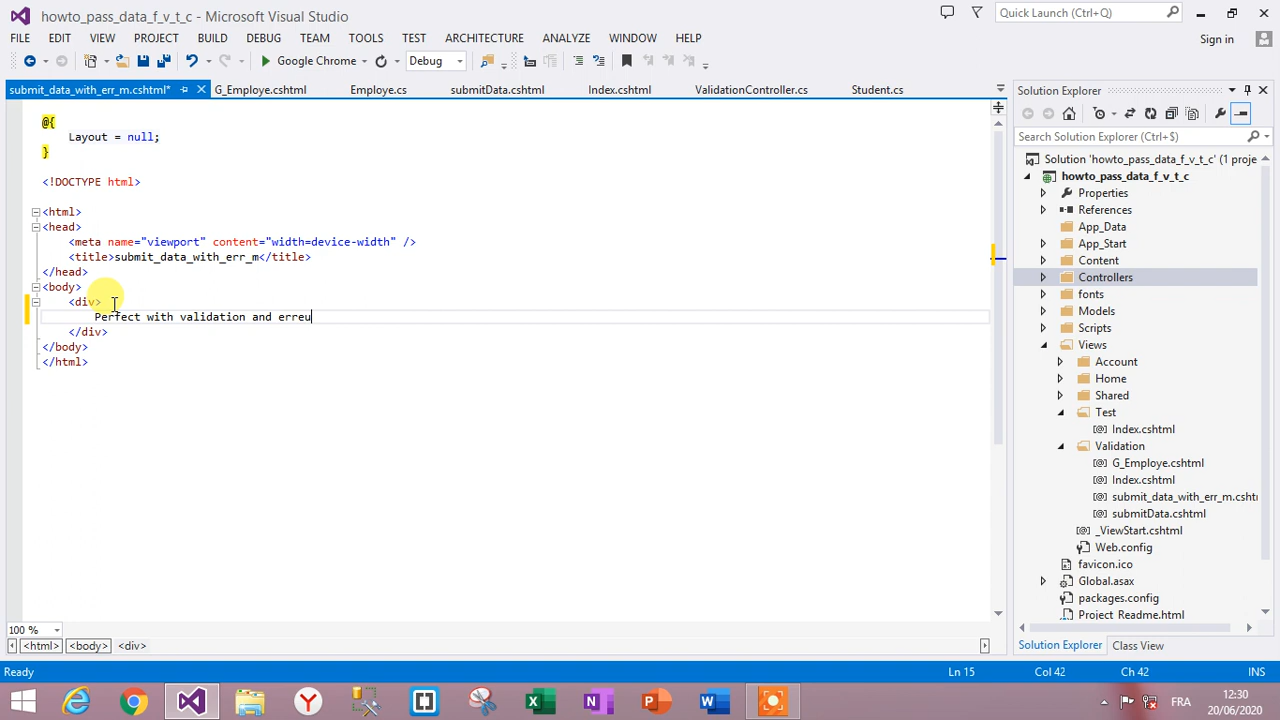 howto_pass_data_f_v_t_c - Microsoft Visual Studio
Quick Launch (Ctrl+Q)
FILE EDIT VIEW PROJECT BUILD DEBUG TEAM TOOLS TEST ARCHITECTURE ANALYZE WINDOW HELP
Sign in
Google Chrome
Debug
submit_data_with_err_m.cshtml* G_Employe.cshtml Employe.cs submitData.cshtml Index.cshtml ValidationController.cs Student.cs
@{
Layout = null;
}
<!DOCTYPE html>
<html>
<head>
<meta name="viewport" content="width=device-width" />
<title>submit_data_with_err_m</title>
</head>
<body>
<div>
Perfect with validation and erreu
</div>
</body>
</html>
100 %
<html> <body> <div>
Solution Explorer
Search Solution Explorer (Ctrl+$)
Solution 'howto_pass_data_f_v_t_c' (1 proje
howto_pass_data_f_v_t_c
Properties
References
App_Data
App_Start
Content
Controllers
fonts
Models
Scripts
Views
Account
Home
Shared
Test
Index.cshtml
Validation
G_Employe.cshtml
Index.cshtml
submit_data_with_err_m.cshtml
submitData.cshtml
_ViewStart.cshtml
Web.config
favicon.ico
Global.asax
packages.config
Project_Readme.html
Solution Explorer Class View
Ready Ln 15 Col 42 Ch 42 INS
FRA
12:30
20/06/2020